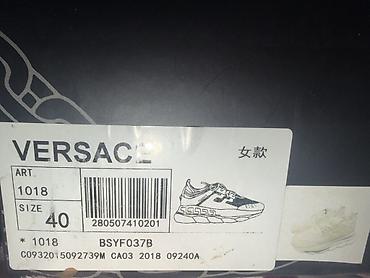 VERSACE 女款
ART
1018
SIZE
40
280507410201
* 1018 BSYF037B
C0932015092739M CA03 2018 09240A